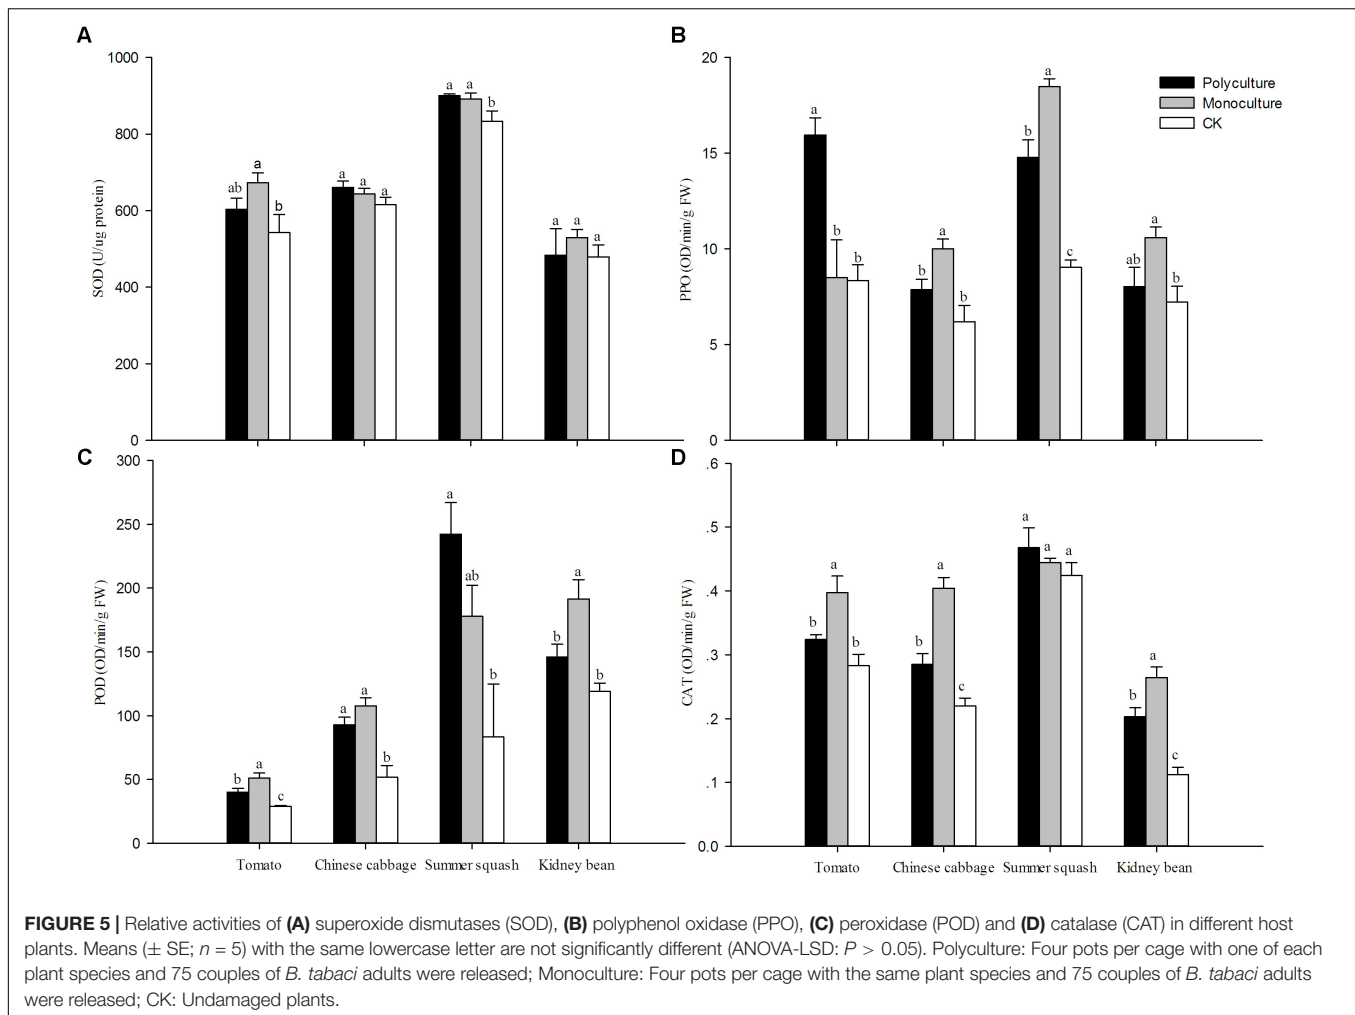 A
1000
800
600
400
200
0
SOD (U/ug protein)
ab a b
a a a
a a b
a a a
B
20
15
10
5
0
PPO (OD/min/g FW)
a b b
b a b
b a c
ab a b
Polyculture
Monoculture
CK
C
300
250
200
150
100
50
0
POD (OD/min/g FW)
b a c
a a b
a ab b
b a b
Tomato Chinese cabbage Summer squash Kidney bean
D
.6
.5
.4
.3
.2
.1
0.0
CAT (OD/min/g FW)
b a b
b a c
a a a
b a c
Tomato Chinese cabbage Summer squash Kidney bean
FIGURE 5 | Relative activities of (A) superoxide dismutases (SOD), (B) polyphenol oxidase (PPO), (C) peroxidase (POD) and (D) catalase (CAT) in different host
plants. Means (± SE; n = 5) with the same lowercase letter are not significantly different (ANOVA-LSD: P > 0.05). Polyculture: Four pots per cage with one of each
plant species and 75 couples of B. tabaci adults were released; Monoculture: Four pots per cage with the same plant species and 75 couples of B. tabaci adults
were released; CK: Undamaged plants.